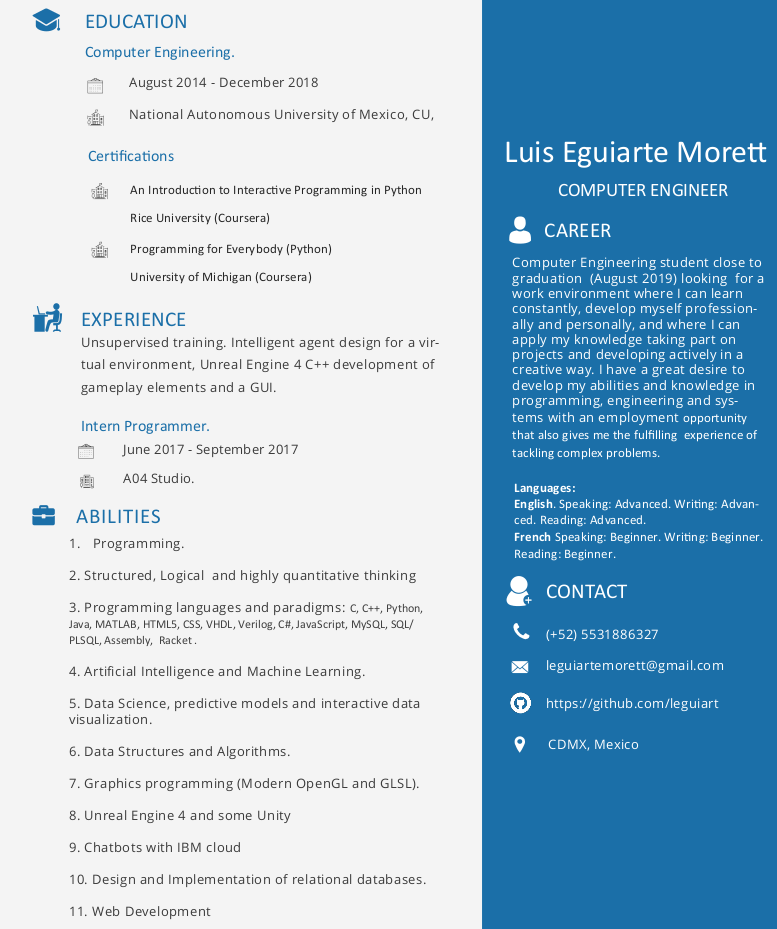 EDUCATION
Computer Engineering.
August 2014 - December 2018
National Autonomous University of Mexico, CU,
Certifications
An Introduction to Interactive Programming in Python
Rice University (Coursera)
Programming for Everybody (Python)
University of Michigan (Coursera)
EXPERIENCE
Unsupervised training. Intelligent agent design for a vir-
tual environment, Unreal Engine 4 C++ development of
gameplay elements and a GUI.
Intern Programmer.
June 2017 - September 2017
A04 Studio.
ABILITIES
1. Programming.
2. Structured, Logical and highly quantitative thinking
3. Programming languages and paradigms: C, C++, Python,
Java, MATLAB, HTML5, CSS, VHDL, Verilog, C#, JavaScript, MySQL, SQL/
PLSQL, Assembly, Racket .
4. Artificial Intelligence and Machine Learning.
5. Data Science, predictive models and interactive data
visualization.
6. Data Structures and Algorithms.
7. Graphics programming (Modern OpenGL and GLSL).
8. Unreal Engine 4 and some Unity
9. Chatbots with IBM cloud
10. Design and Implementation of relational databases.
11. Web Development
Luis Eguiarte Morett
COMPUTER ENGINEER
CAREER
Computer Engineering student close to
graduation (August 2019) looking for a
work environment where I can learn
constantly, develop myself profession-
ally and personally, and where I can
apply my knowledge taking part on
projects and developing actively in a
creative way. I have a great desire to
develop my abilities and knowledge in
programming, engineering and sys-
tems with an employment opportunity
that also gives me the fulfilling experience of
tackling complex problems.
Languages:
English. Speaking: Advanced. Writing: Advan-
ced. Reading: Advanced.
French Speaking: Beginner. Writing: Beginner.
Reading: Beginner.
CONTACT
(+52) 5531886327
leguiartemorett@gmail.com
https://github.com/leguiart
CDMX, Mexico